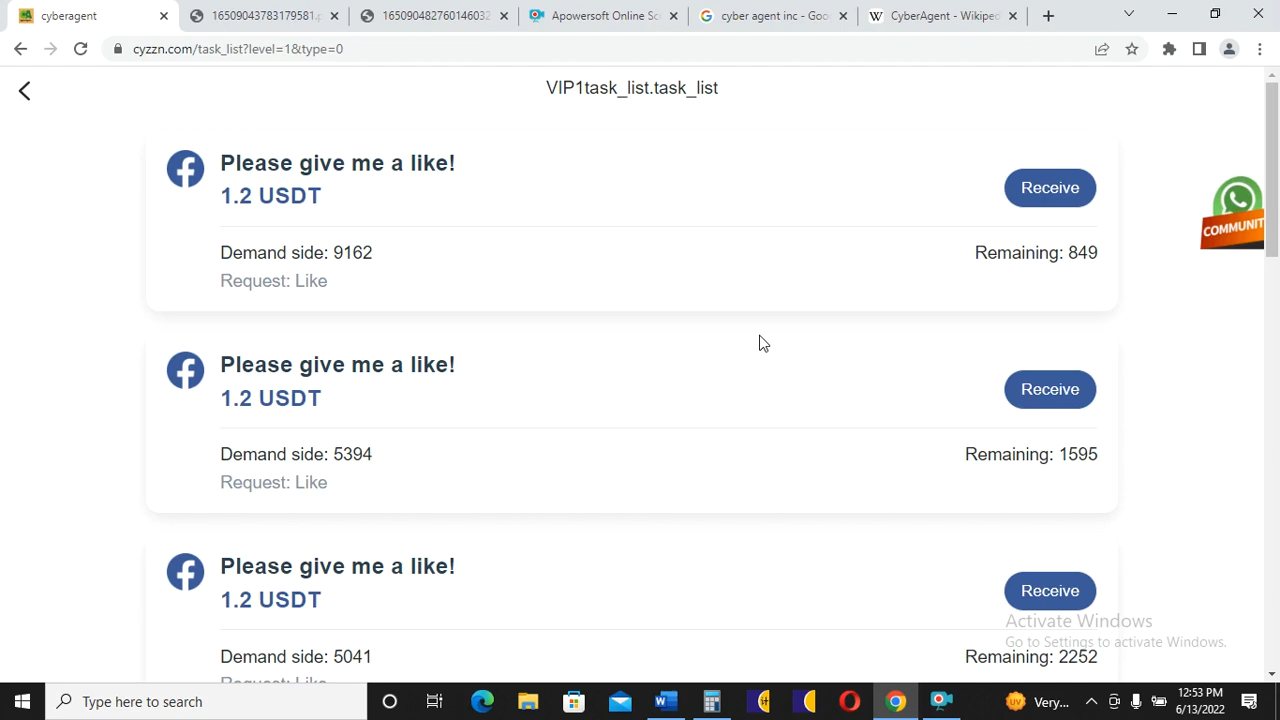 cyberagent
16509043783179581.p
165090482760146032
Apowersoft Online Sc
cyber agent inc - Goo
CyberAgent - Wikiped
cyzzn.com/task_list?level=1&type=0
VIP1task_list.task_list
Please give me a like!
1.2 USDT
Receive
Demand side: 9162
Remaining: 849
Request: Like
COMMUNIT
Please give me a like!
1.2 USDT
Receive
Demand side: 5394
Remaining: 1595
Request: Like
Please give me a like!
1.2 USDT
Receive
Activate Windows
Go to Settings to activate Windows.
Demand side: 5041
Remaining: 2252
Request: Like
Type here to search
UV
Very...
12:53 PM
6/13/2022